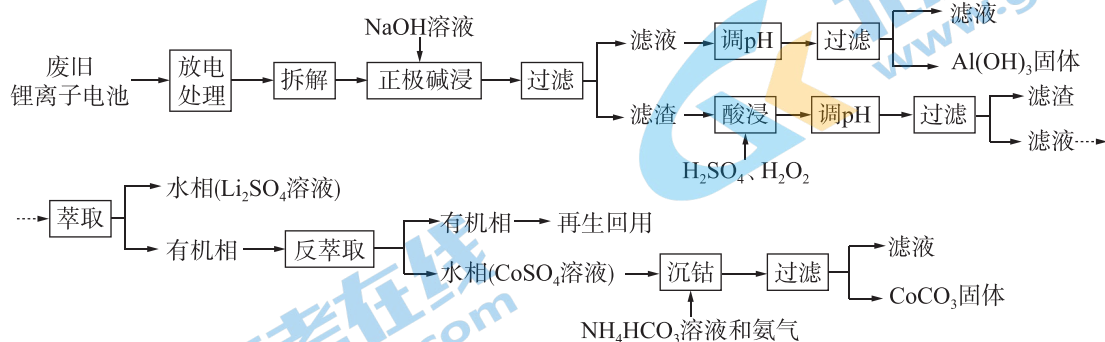 NaOH溶液
废旧
锂离子电池
放电
处理
拆解
正极碱浸
过滤
滤液
调pH
过滤
滤液
Al(OH)₃固体
滤渣
酸浸
调pH
过滤
滤渣
滤液
H₂SO₄、H₂O₂
萃取
水相(Li₂SO₄溶液)
有机相
反萃取
有机相
再生回用
水相(CoSO₄溶液)
沉钴
过滤
滤液
CoCO₃固体
NH₄HCO₃溶液和氨气
考在线
www.g
.com